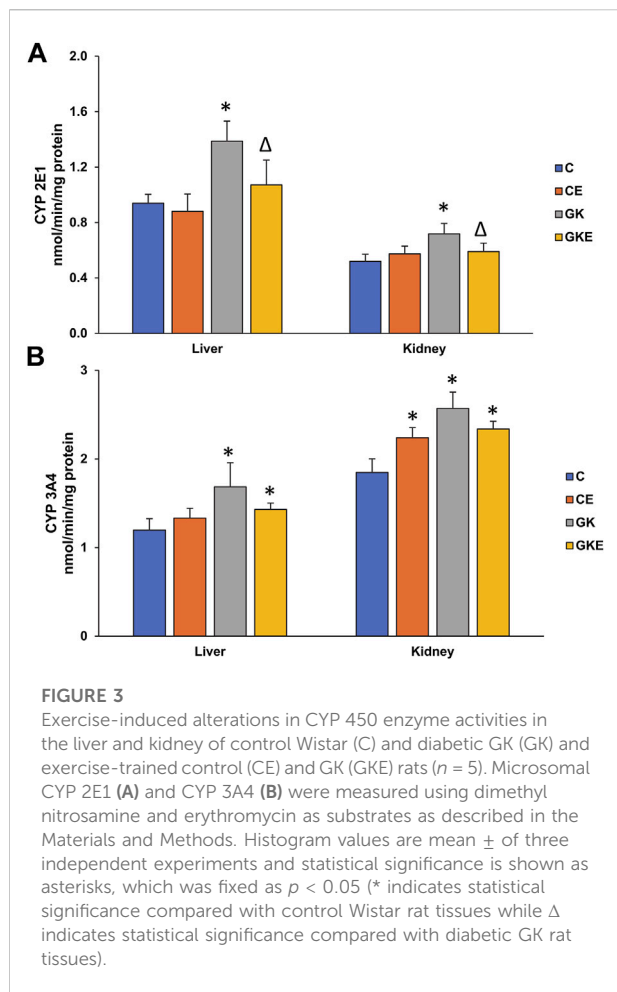 A
2.0
1.6
1.2
0.8
0.4
0.0
CYP 2E1
nmol/min/mg protein
*
Δ
*
Δ
Liver
Kidney
C
CE
GK
GKE
B
3
2
1
0
CYP 3A4
nmol/min/mg protein
*
*
*
*
*
Liver
Kidney
C
CE
GK
GKE
FIGURE 3
Exercise-induced alterations in CYP 450 enzyme activities in
the liver and kidney of control Wistar (C) and diabetic GK (GK) and
exercise-trained control (CE) and GK (GKE) rats (n = 5). Microsomal
CYP 2E1 (A) and CYP 3A4 (B) were measured using dimethyl
nitrosamine and erythromycin as substrates as described in the
Materials and Methods. Histogram values are mean ± of three
independent experiments and statistical significance is shown as
asterisks, which was fixed as p < 0.05 (* indicates statistical
significance compared with control Wistar rat tissues while Δ
indicates statistical significance compared with diabetic GK rat
tissues).